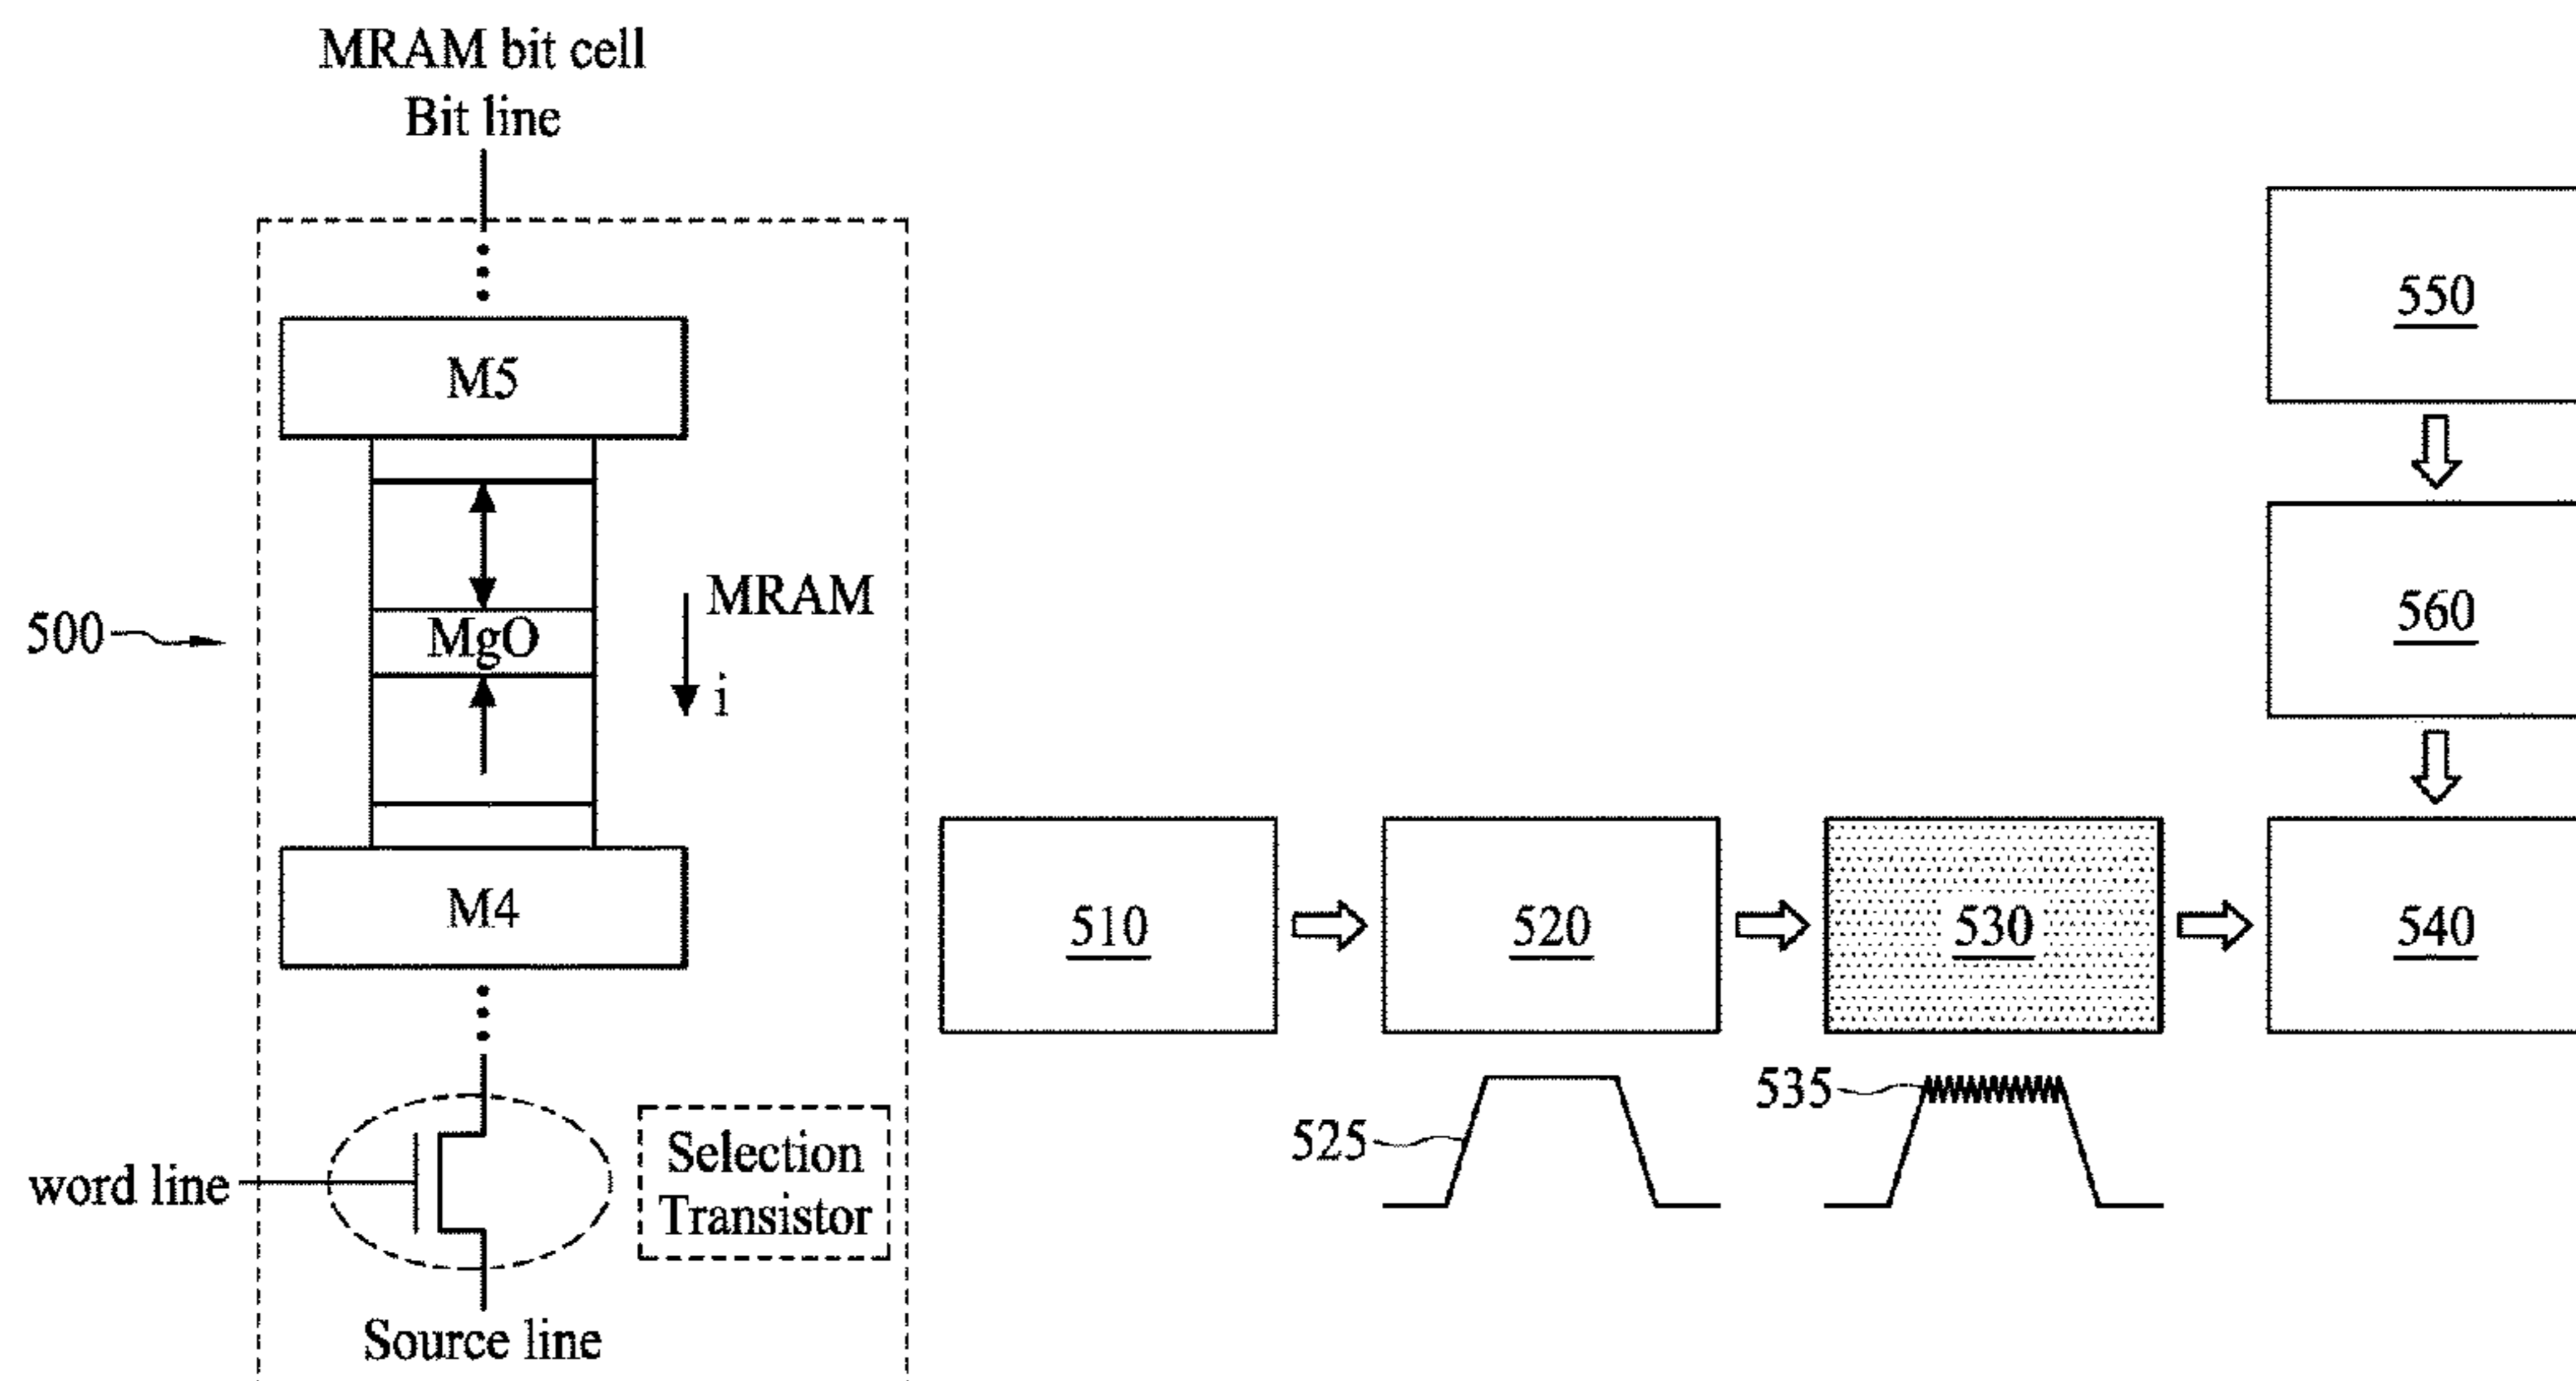 MRAM bit cell
Bit line
M5
MRAM
MgO
i
500
M4
Selection
Transistor
word line
Source line
550
560
510
520
530
540
525
535